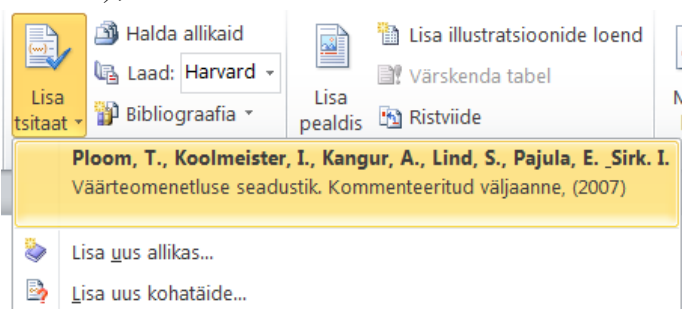 Halda allikaid
Laad: Harvard
Bibliograafia
Lisa
tsitaat
Lisa
pealdis
Lisa illustratsioonide loend
Värskenda tabel
Ristviide
Ploom, T., Koolmeister, I., Kangur, A., Lind, S., Pajula, E. _Sirk. I.
Väärteomenetluse seadustik. Kommenteeritud väljaanne, (2007)
Lisa uus allikas...
Lisa uus kohatäide...